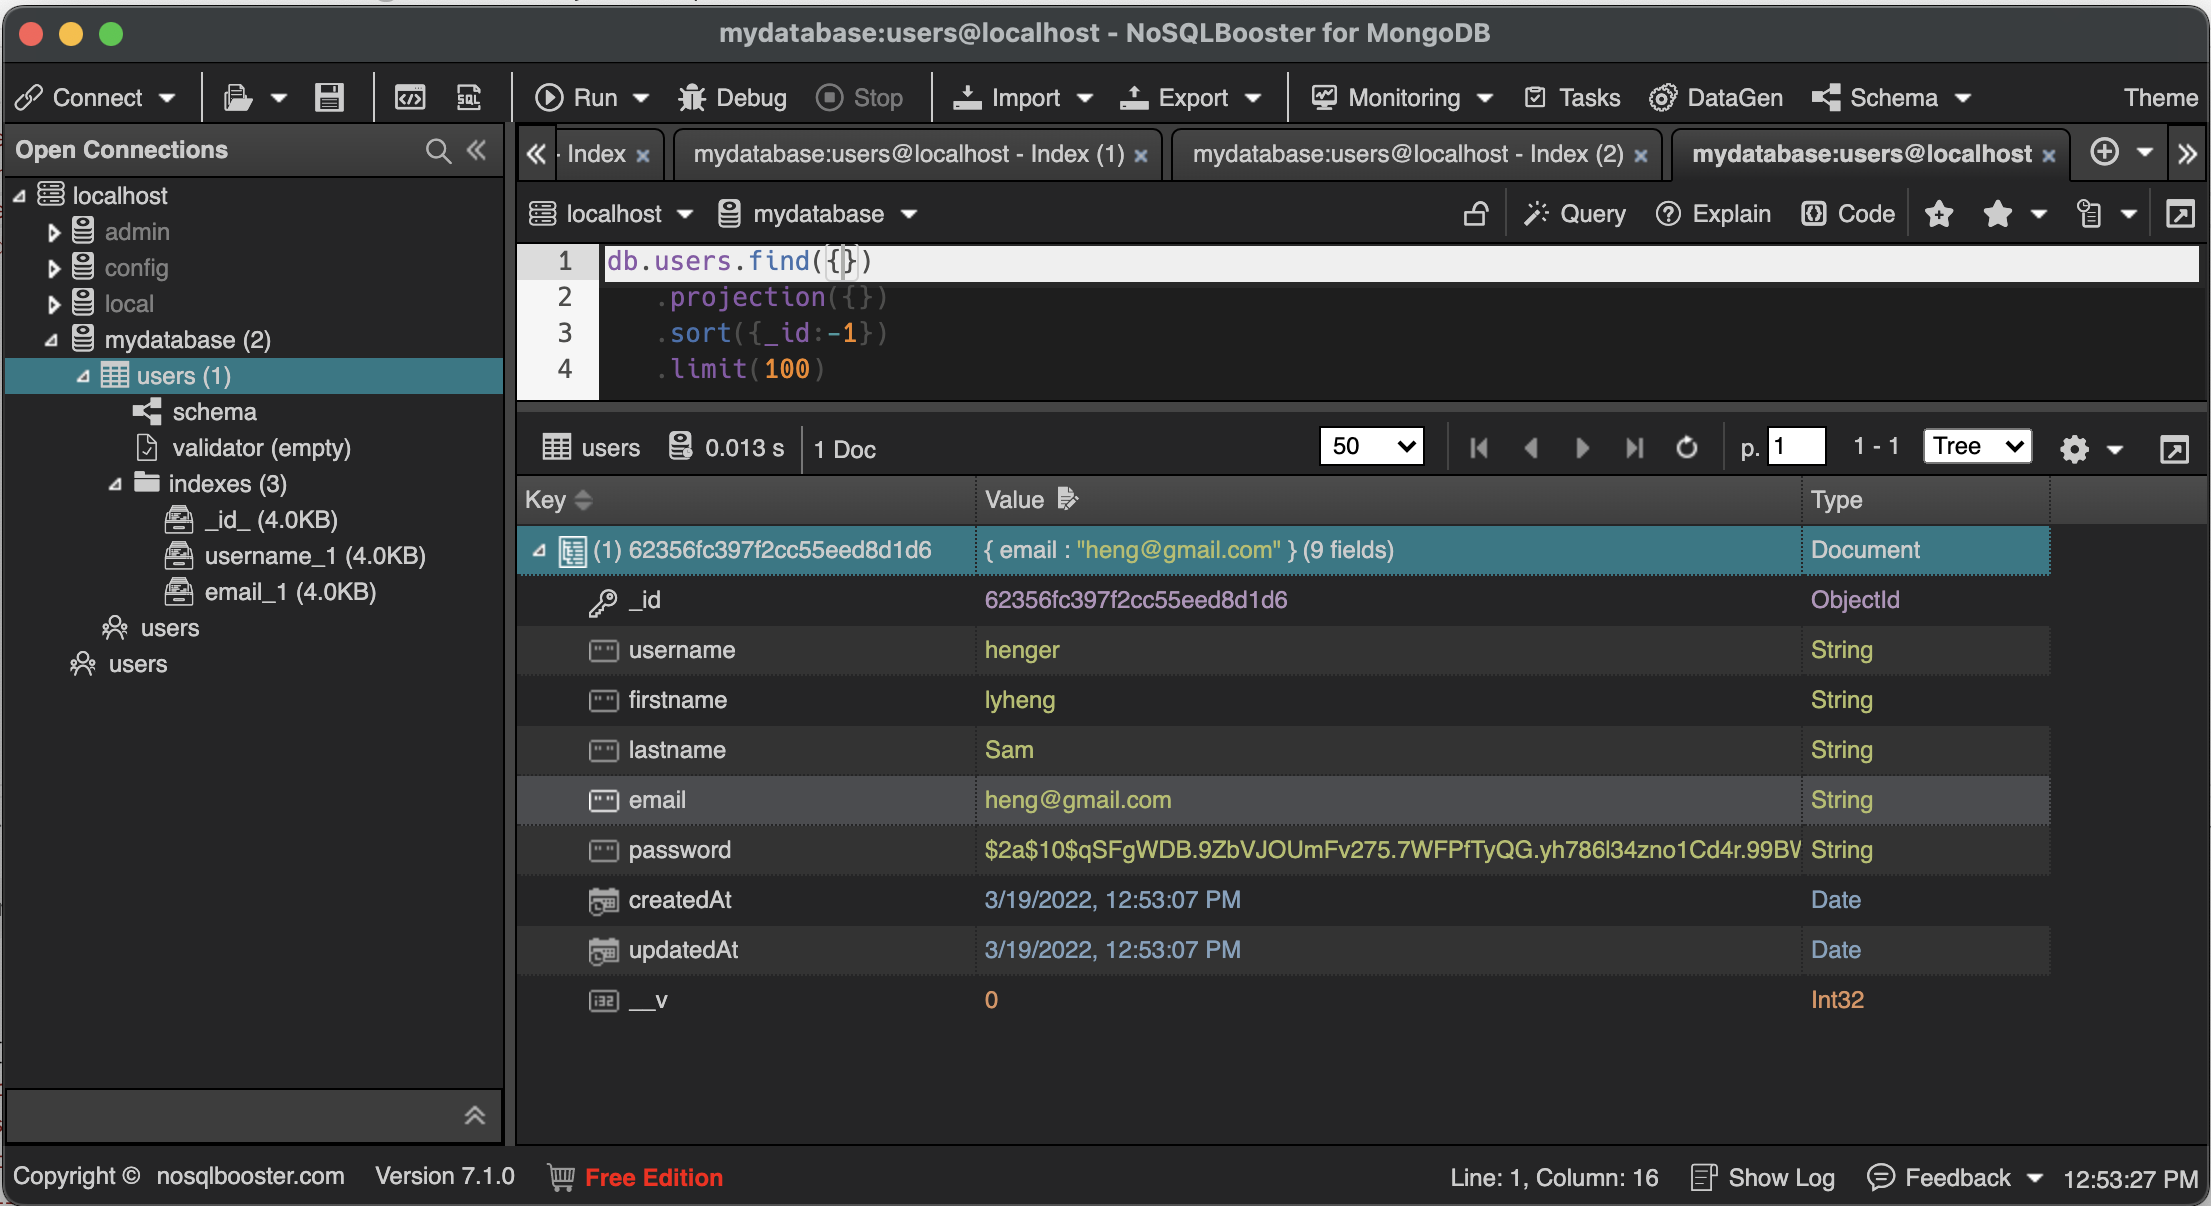 mydatabase:users@localhost - NoSQLBooster for MongoDB
Connect Run Debug Stop Import Export Monitoring Tasks DataGen Schema Theme
SQL
Open Connections
- Index mydatabase:users@localhost - Index (1) mydatabase:users@localhost - Index (2) mydatabase:users@localhost
localhost
admin
config
local
mydatabase (2)
users (1)
schema
validator (empty)
indexes (3)
_id_ (4.0KB)
username_1 (4.0KB)
email_1 (4.0KB)
users
users
localhost mydatabase Query Explain Code
1 db.users.find({})
2 .projection({})
3 .sort({_id:-1})
4 .limit(100)
users 0.013 s 1 Doc 50 p. 1 1 - 1 Tree
Key Value Type
(1) 62356fc397f2cc55eed8d1d6 { email : "heng@gmail.com" } (9 fields) Document
_id 62356fc397f2cc55eed8d1d6 ObjectId
username henger String
firstname lyheng String
lastname Sam String
email heng@gmail.com String
password $2a$10$qSFgWDB.9ZbVJOUmFv275.7WFPfTyQG.yh786l34zno1Cd4r.99BW String
createdAt 3/19/2022, 12:53:07 PM Date
updatedAt 3/19/2022, 12:53:07 PM Date
i32 __v 0 Int32
Copyright © nosqlbooster.com Version 7.1.0 Free Edition Line: 1, Column: 16 Show Log Feedback 12:53:27 PM